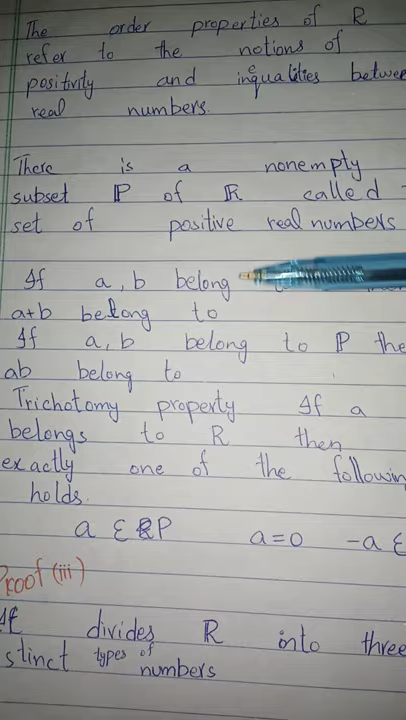 The order properties of R
refer to the notions of
positivity and inequalities betwee
real numbers.
There is a nonempty
subset P of R called
set of positive real numbers
If a, b belong
a+b belong to
If a, b belong to P the
ab belong to
Trichotomy property If a
belongs to R then
exactly one of the followin
holds.
a ε P a=0 -a ε
Proof (iii)
If divides R into three
stinct types of numbers